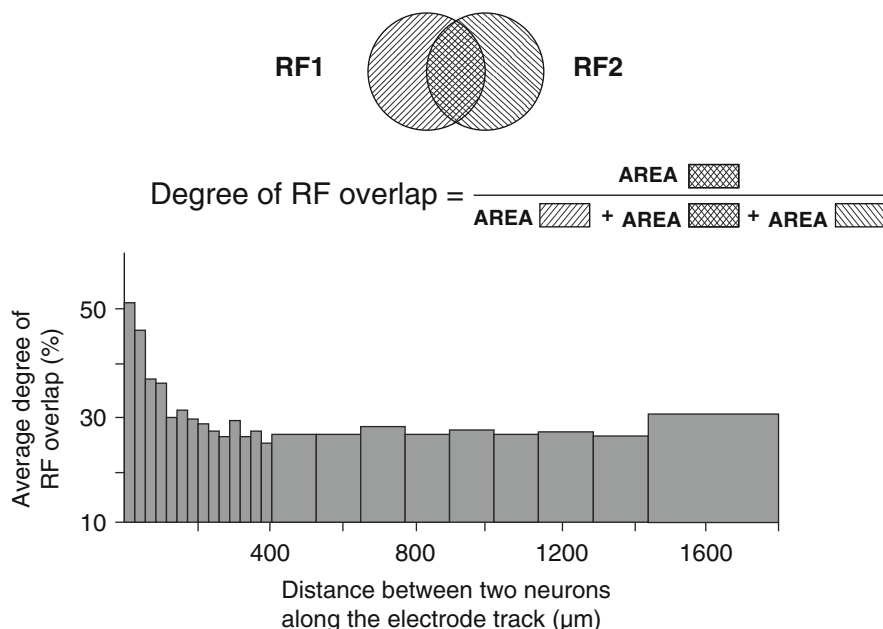 RF1 RF2
AREA
Degree of RF overlap =
AREA + AREA + AREA
Average degree of
RF overlap (%)
50
30
10
400 800 1200 1600
Distance between two neurons
along the electrode track (µm)